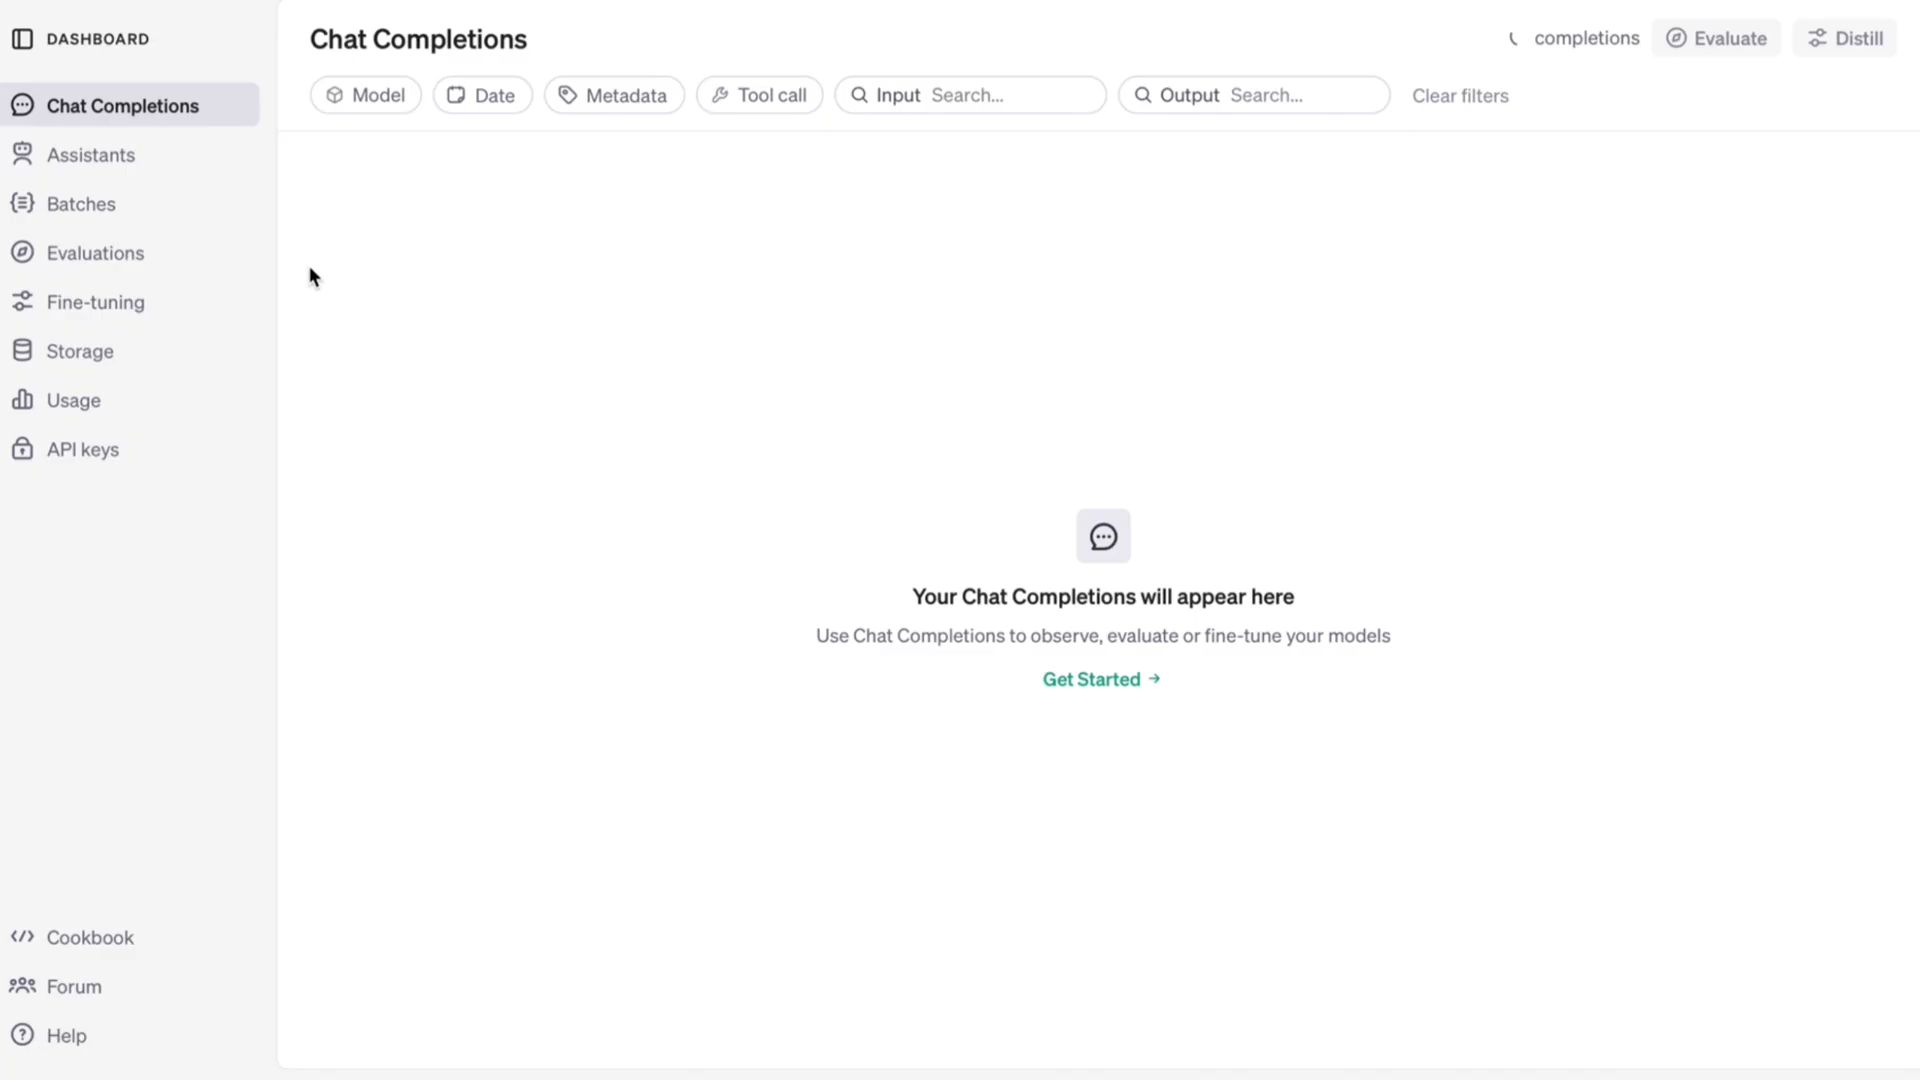 DASHBOARD
Chat Completions
Assistants
Batches
Evaluations
Fine-tuning
Storage
Usage
API keys
Cookbook
Forum
Help
Chat Completions
completions Evaluate Distill
Model Date Metadata Tool call Input Search... Output Search... Clear filters
Your Chat Completions will appear here
Use Chat Completions to observe, evaluate or fine-tune your models
Get Started →